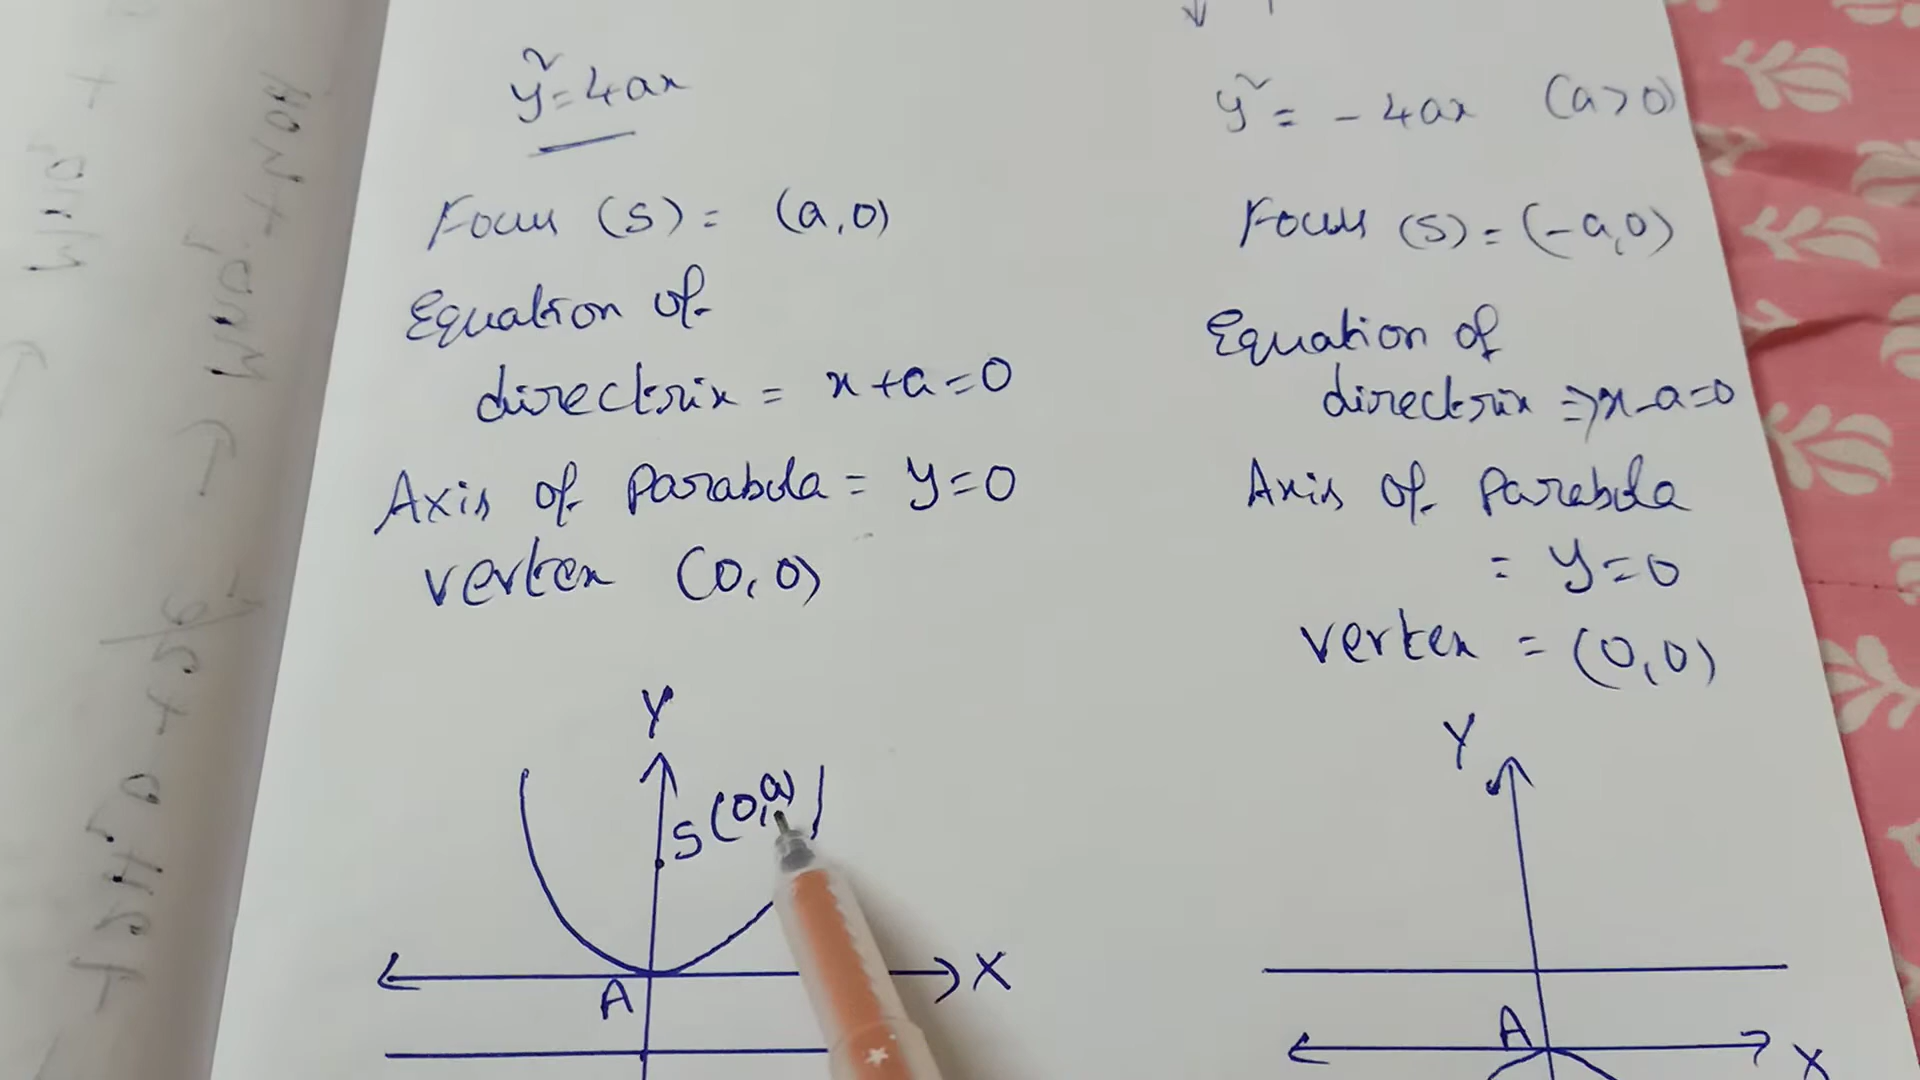 y² = 4ax
Focus (S) = (a,0)
Equation of
directrix = x+a=0
Axis of Parabola = y=0
vertex (0,0)
Y
S(0,a)
A
X
y² = - 4ax (a>0)
Focus (S) = (-a,0)
Equation of
directrix ⇒ x-a=0
Axis of Parabola
= y=0
vertex = (0,0)
Y
A
X